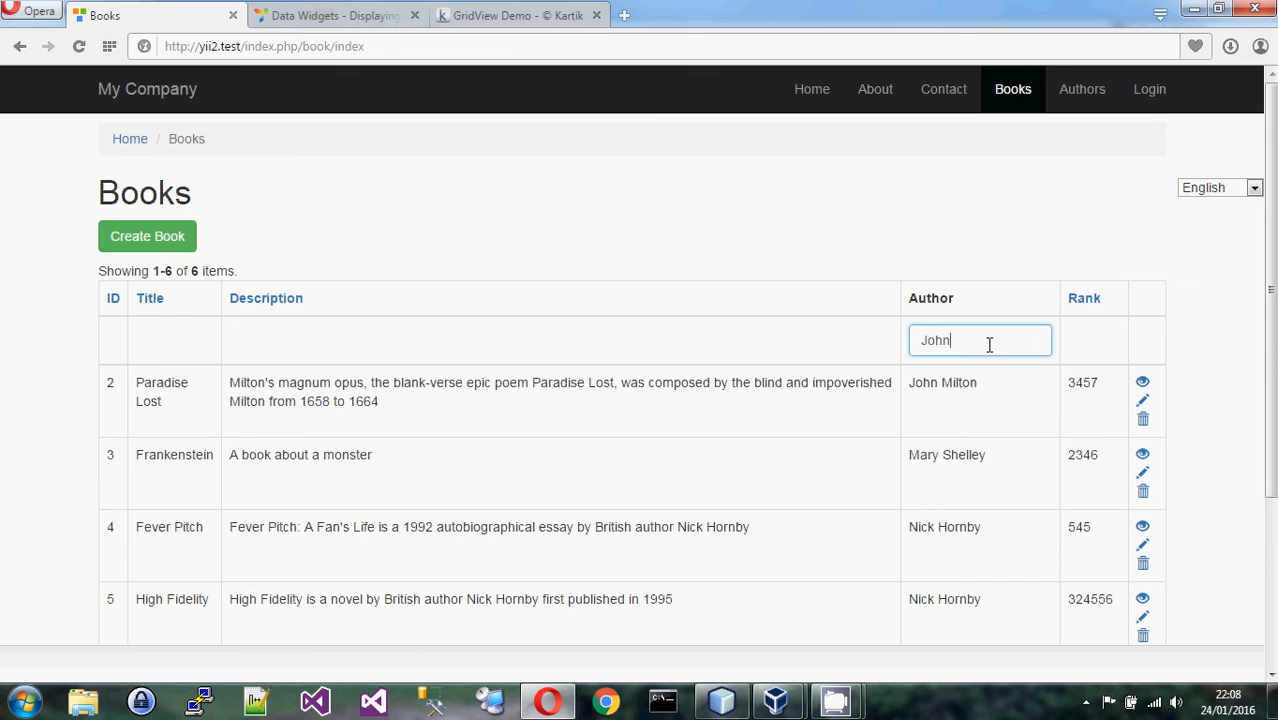 Opera
Books
Data Widgets - Displaying
GridView Demo - © Kartik
http://yii2.test/index.php/book/index
My Company
Home
About
Contact
Books
Authors
Login
Home / Books
Books
English
Create Book
Showing 1-6 of 6 items.
ID Title Description Author Rank
John
2 Paradise Milton's magnum opus, the blank-verse epic poem Paradise Lost, was composed by the blind and impoverished John Milton 3457
Lost Milton from 1658 to 1664
3 Frankenstein A book about a monster Mary Shelley 2346
4 Fever Pitch Fever Pitch: A Fan's Life is a 1992 autobiographical essay by British author Nick Hornby Nick Hornby 545
5 High Fidelity High Fidelity is a novel by British author Nick Hornby first published in 1995 Nick Hornby 324556
22:08
24/01/2016